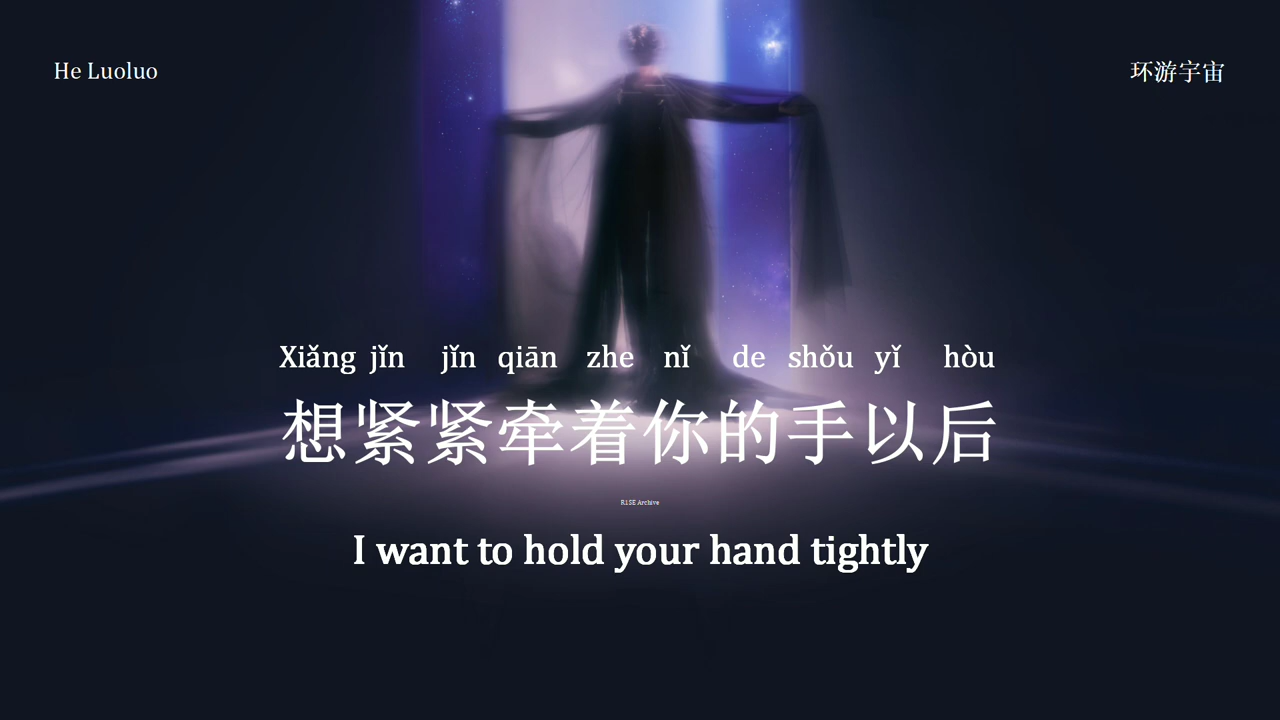 He Luoluo
环游宇宙
Xiǎng jǐn jǐn qiān zhe nǐ de shǒu yǐ hòu
想紧紧牵着你的手以后
R1SE Archive
I want to hold your hand tightly